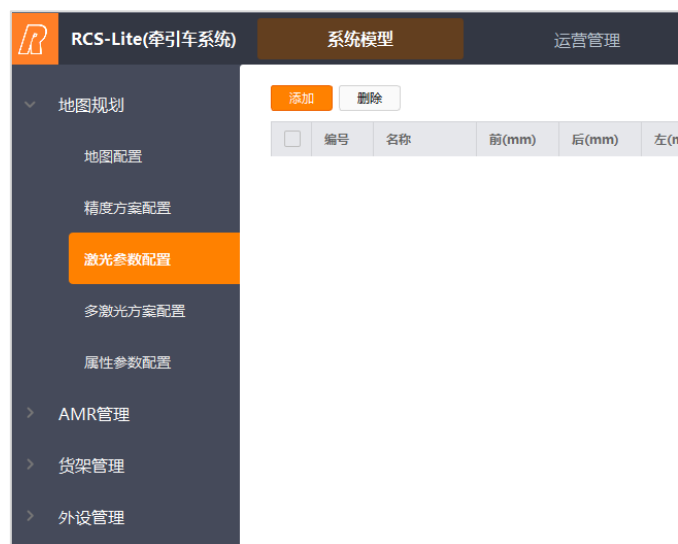 R RCS-Lite(牵引车系统) 系统模型 运营管理
地图规划
地图配置
精度方案配置
激光参数配置
多激光方案配置
属性参数配置
AMR管理
货架管理
外设管理
添加 删除
编号 名称 前(mm) 后(mm) 左(m